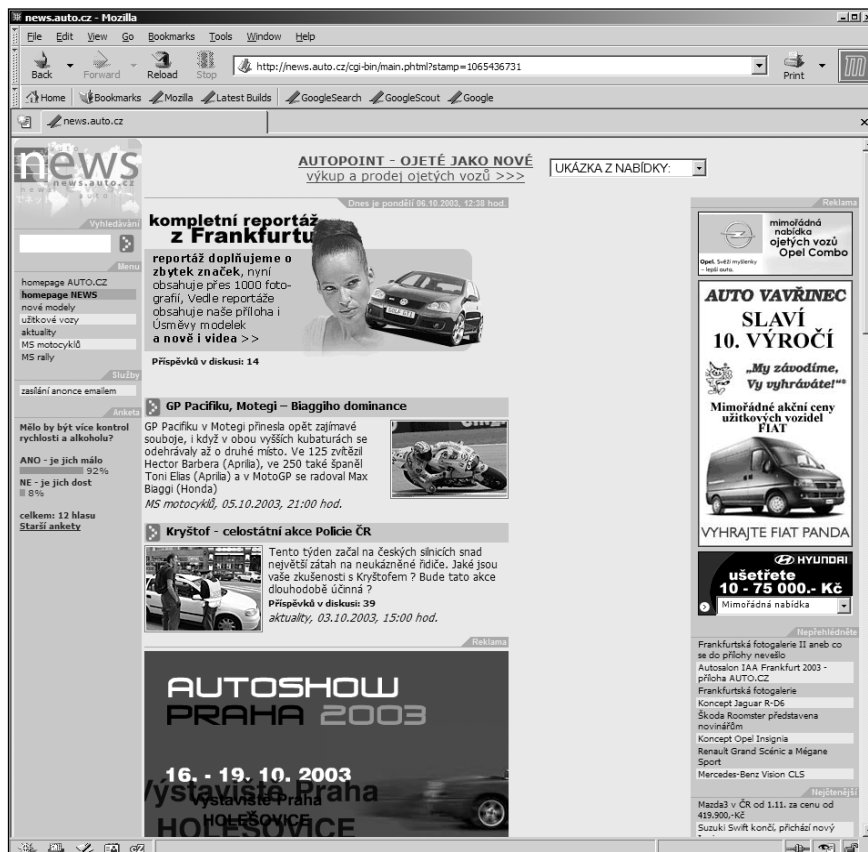 news.auto.cz - Mozilla
File Edit View Go Bookmarks Tools Window Help
Back Forward Reload Stop
http://news.auto.cz/cgi-bin/main.phtml?stamp=1065436731
Print
Home Bookmarks Mozilla Latest Builds GoogleSearch GoogleScout Google
news.auto.cz
news
news.auto.cz
Vyhledávání
Menu
homepage AUTO.CZ
homepage NEWS
nové modely
užitkové vozy
aktuality
MS motocyklů
MS rally
Služby
zasílání anonce emailem
Anketa
Mělo by být více kontrol
rychlosti a alkoholu?
ANO - je jich málo
92%
NE - je jich dost
8%
celkem: 12 hlasu
Starší ankety
AUTOPOINT - OJETÉ JAKO NOVÉ
výkup a prodej ojetých vozů >>>
UKÁZKA Z NABÍDKY:
Dnes je pondělí 06.10.2003, 12:38 hod.
kompletní reportáž
z Frankfurtu
reportáž doplňujeme o
zbytek značek, nyní
obsahuje přes 1000 foto-
grafií, Vedle reportáže
obsahuje naše příloha i
Úsměvy modelek
a nově i videa >>
Příspěvků v diskusi: 14
GP Pacifiku, Motegi – Biaggiho dominance
GP Pacifiku v Motegi přinesla opět zajímavé
souboje, i když v obou vyšších kubaturách se
odehrávaly až o druhé místo. Ve 125 zvítězil
Hector Barbera (Aprilia), ve 250 také španěl
Toni Elias (Aprilia) a v MotoGP se radoval Max
Biaggi (Honda)
MS motocyklů, 05.10.2003, 21:00 hod.
Kryštof - celostátní akce Policie ČR
Tento týden začal na českých silnicích snad
největší zátah na neukázněné řidiče. Jaké jsou
vaše zkušenosti s Kryštofem ? Bude tato akce
dlouhodobě účinná ?
Příspěvků v diskusi: 39
aktuality, 03.10.2003, 15:00 hod.
Reklama
AUTOSHOW
PRAHA 2003
16. - 19. 10. 2003
Výstaviště Praha
Výstaviště Praha
HOLEŠOVICE
HOLEŠOVICE
Reklama
mimořádná
nabídka
ojetých vozů
Opel Combo
Opel. Svěží myšlenky
– lepší auta.
AUTO VAVŘINEC
SLAVÍ
10. VÝROČÍ
„My závodíme,
Vy vyhráváte!“
Mimořádné akční ceny
užitkových vozidel
FIAT
VYHRAJTE FIAT PANDA
HYUNDAI
ušetřete
10 - 75 000.- Kč
Mimořádná nabídka
Nepřehlédněte
Frankfurtská fotogalerie II aneb co
se do přílohy nevešlo
Autosalon IAA Frankfurt 2003 -
příloha AUTO.CZ
Frankfurtská fotogalerie
Koncept Jaguar R-D6
Škoda Roomster představena
novinářům
Koncept Opel Insignia
Renault Grand Scénic a Mégane
Sport
Mercedes-Benz Vision CLS
Nejčtenější
Mazda3 v ČR od 1.11. za cenu od
419.900,-Kč
Suzuki Swift končí, přichází nový